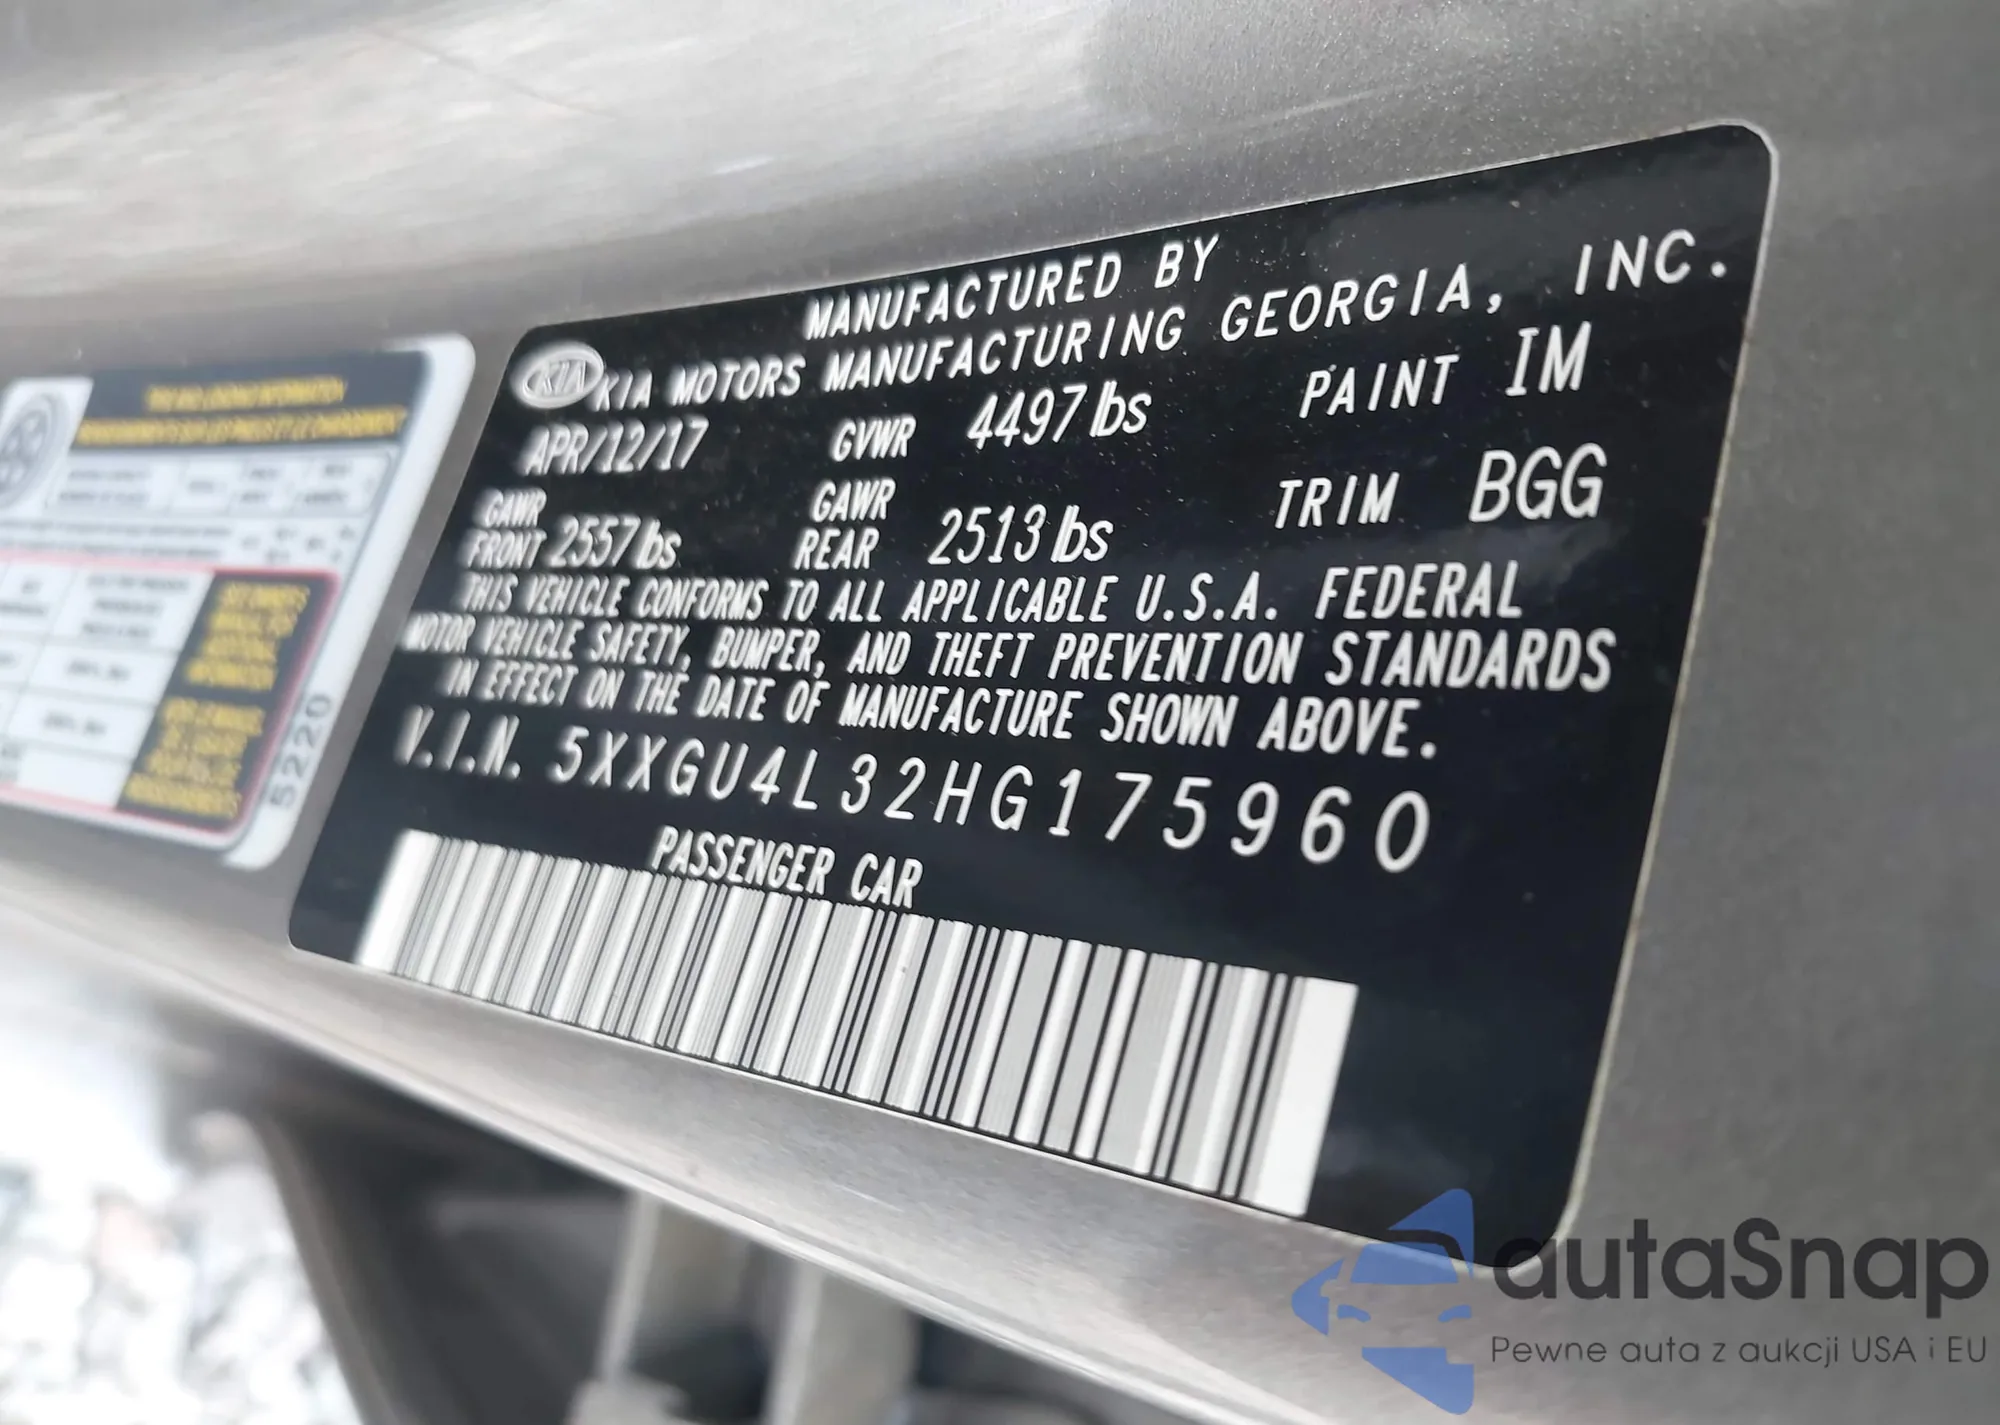 MANUFACTURED BY
KIA KIA MOTORS MANUFACTURING GEORGIA, INC.
APR/12/17 GVWR 4497 lbs PAINT IM
GAWR FRONT 2557 lbs GAWR REAR 2513 lbs TRIM BGG
THIS VEHICLE CONFORMS TO ALL APPLICABLE U.S.A. FEDERAL
MOTOR VEHICLE SAFETY, BUMPER, AND THEFT PREVENTION STANDARDS
IN EFFECT ON THE DATE OF MANUFACTURE SHOWN ABOVE.
V.I.N. 5XXGU4L32HG175960
PASSENGER CAR
5220
autaSnap
Pewne auta z aukcji USA i EU